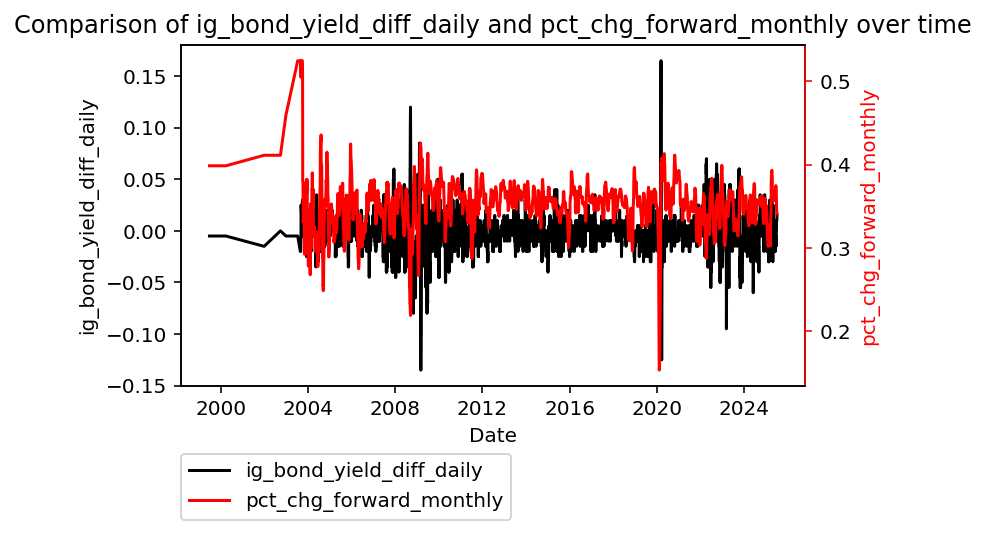 Comparison of ig_bond_yield_diff_daily and pct_chg_forward_monthly over time
ig_bond_yield_diff_daily
0.15
0.10
0.05
0.00
−0.05
−0.10
−0.15
0.5
0.4
0.3
0.2
pct_chg_forward_monthly
2000 2004 2008 2012 2016 2020 2024
Date
ig_bond_yield_diff_daily
pct_chg_forward_monthly